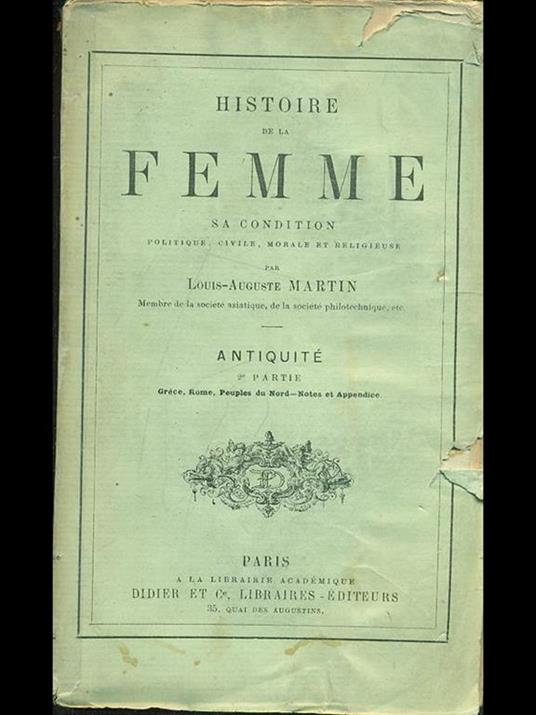 HISTOIRE
DE LA
FEMME
SA CONDITION
POLITIQUE, CIVILE, MORALE ET RELIGIEUSE
PAR
LOUIS-AUGUSTE MARTIN
Membre de la société asiatique, de la société philotechnique, etc.
ANTIQUITÉ
2e PARTIE
Grèce, Rome, Peuples du Nord—Notes et Appendice.
PARIS
A LA LIBRAIRIE ACADÉMIQUE
DIDIER ET Ce, LIBRAIRES-ÉDITEURS
35, QUAI DES AUGUSTINS,